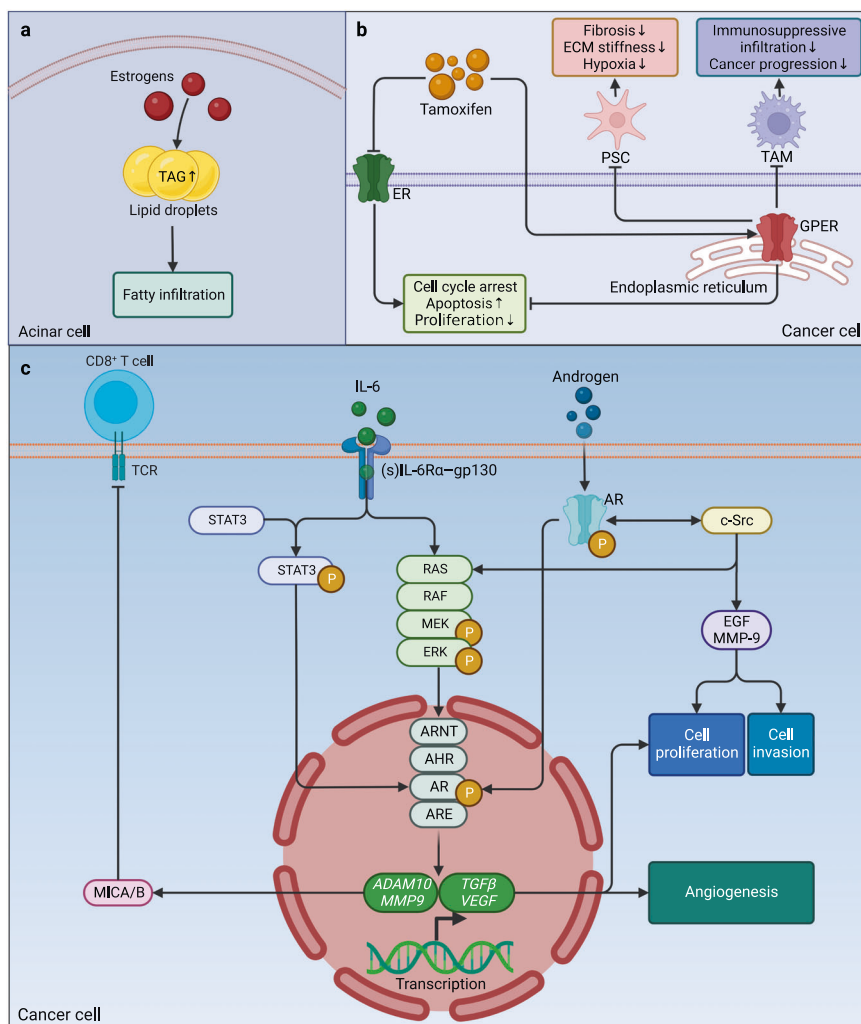 a
Estrogens
TAG↑
Lipid droplets
Fatty infiltration
Acinar cell
b
Tamoxifen
Fibrosis↓
ECM stiffness↓
Hypoxia↓
Immunosuppressive
infiltration↓
Cancer progression↓
PSC
TAM
ER
GPER
Endoplasmic reticulum
Cell cycle arrest
Apoptosis↑
Proliferation↓
Cancer cell
c
CD8⁺ T cell
TCR
IL-6
(s)IL-6Rα–gp130
Androgen
AR
P
c-Src
STAT3
STAT3
P
RAS
RAF
MEK
P
ERK
P
EGF
MMP-9
Cell
proliferation
Cell
invasion
ARNT
AHR
AR
P
ARE
MICA/B
ADAM10
MMP9
TGFβ
VEGF
Angiogenesis
Transcription
Cancer cell